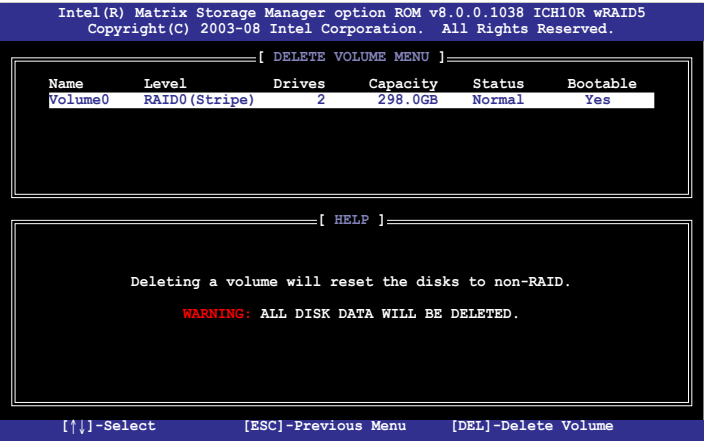 Intel(R) Matrix Storage Manager option ROM v8.0.0.1038 ICH10R wRAID5
Copyright(C) 2003-08 Intel Corporation. All Rights Reserved.
[ DELETE VOLUME MENU ]
Name Level Drives Capacity Status Bootable
Volume0 RAID0(Stripe) 2 298.0GB Normal Yes
[ HELP ]
Deleting a volume will reset the disks to non-RAID.
WARNING: ALL DISK DATA WILL BE DELETED.
[↑↓]-Select [ESC]-Previous Menu [DEL]-Delete Volume